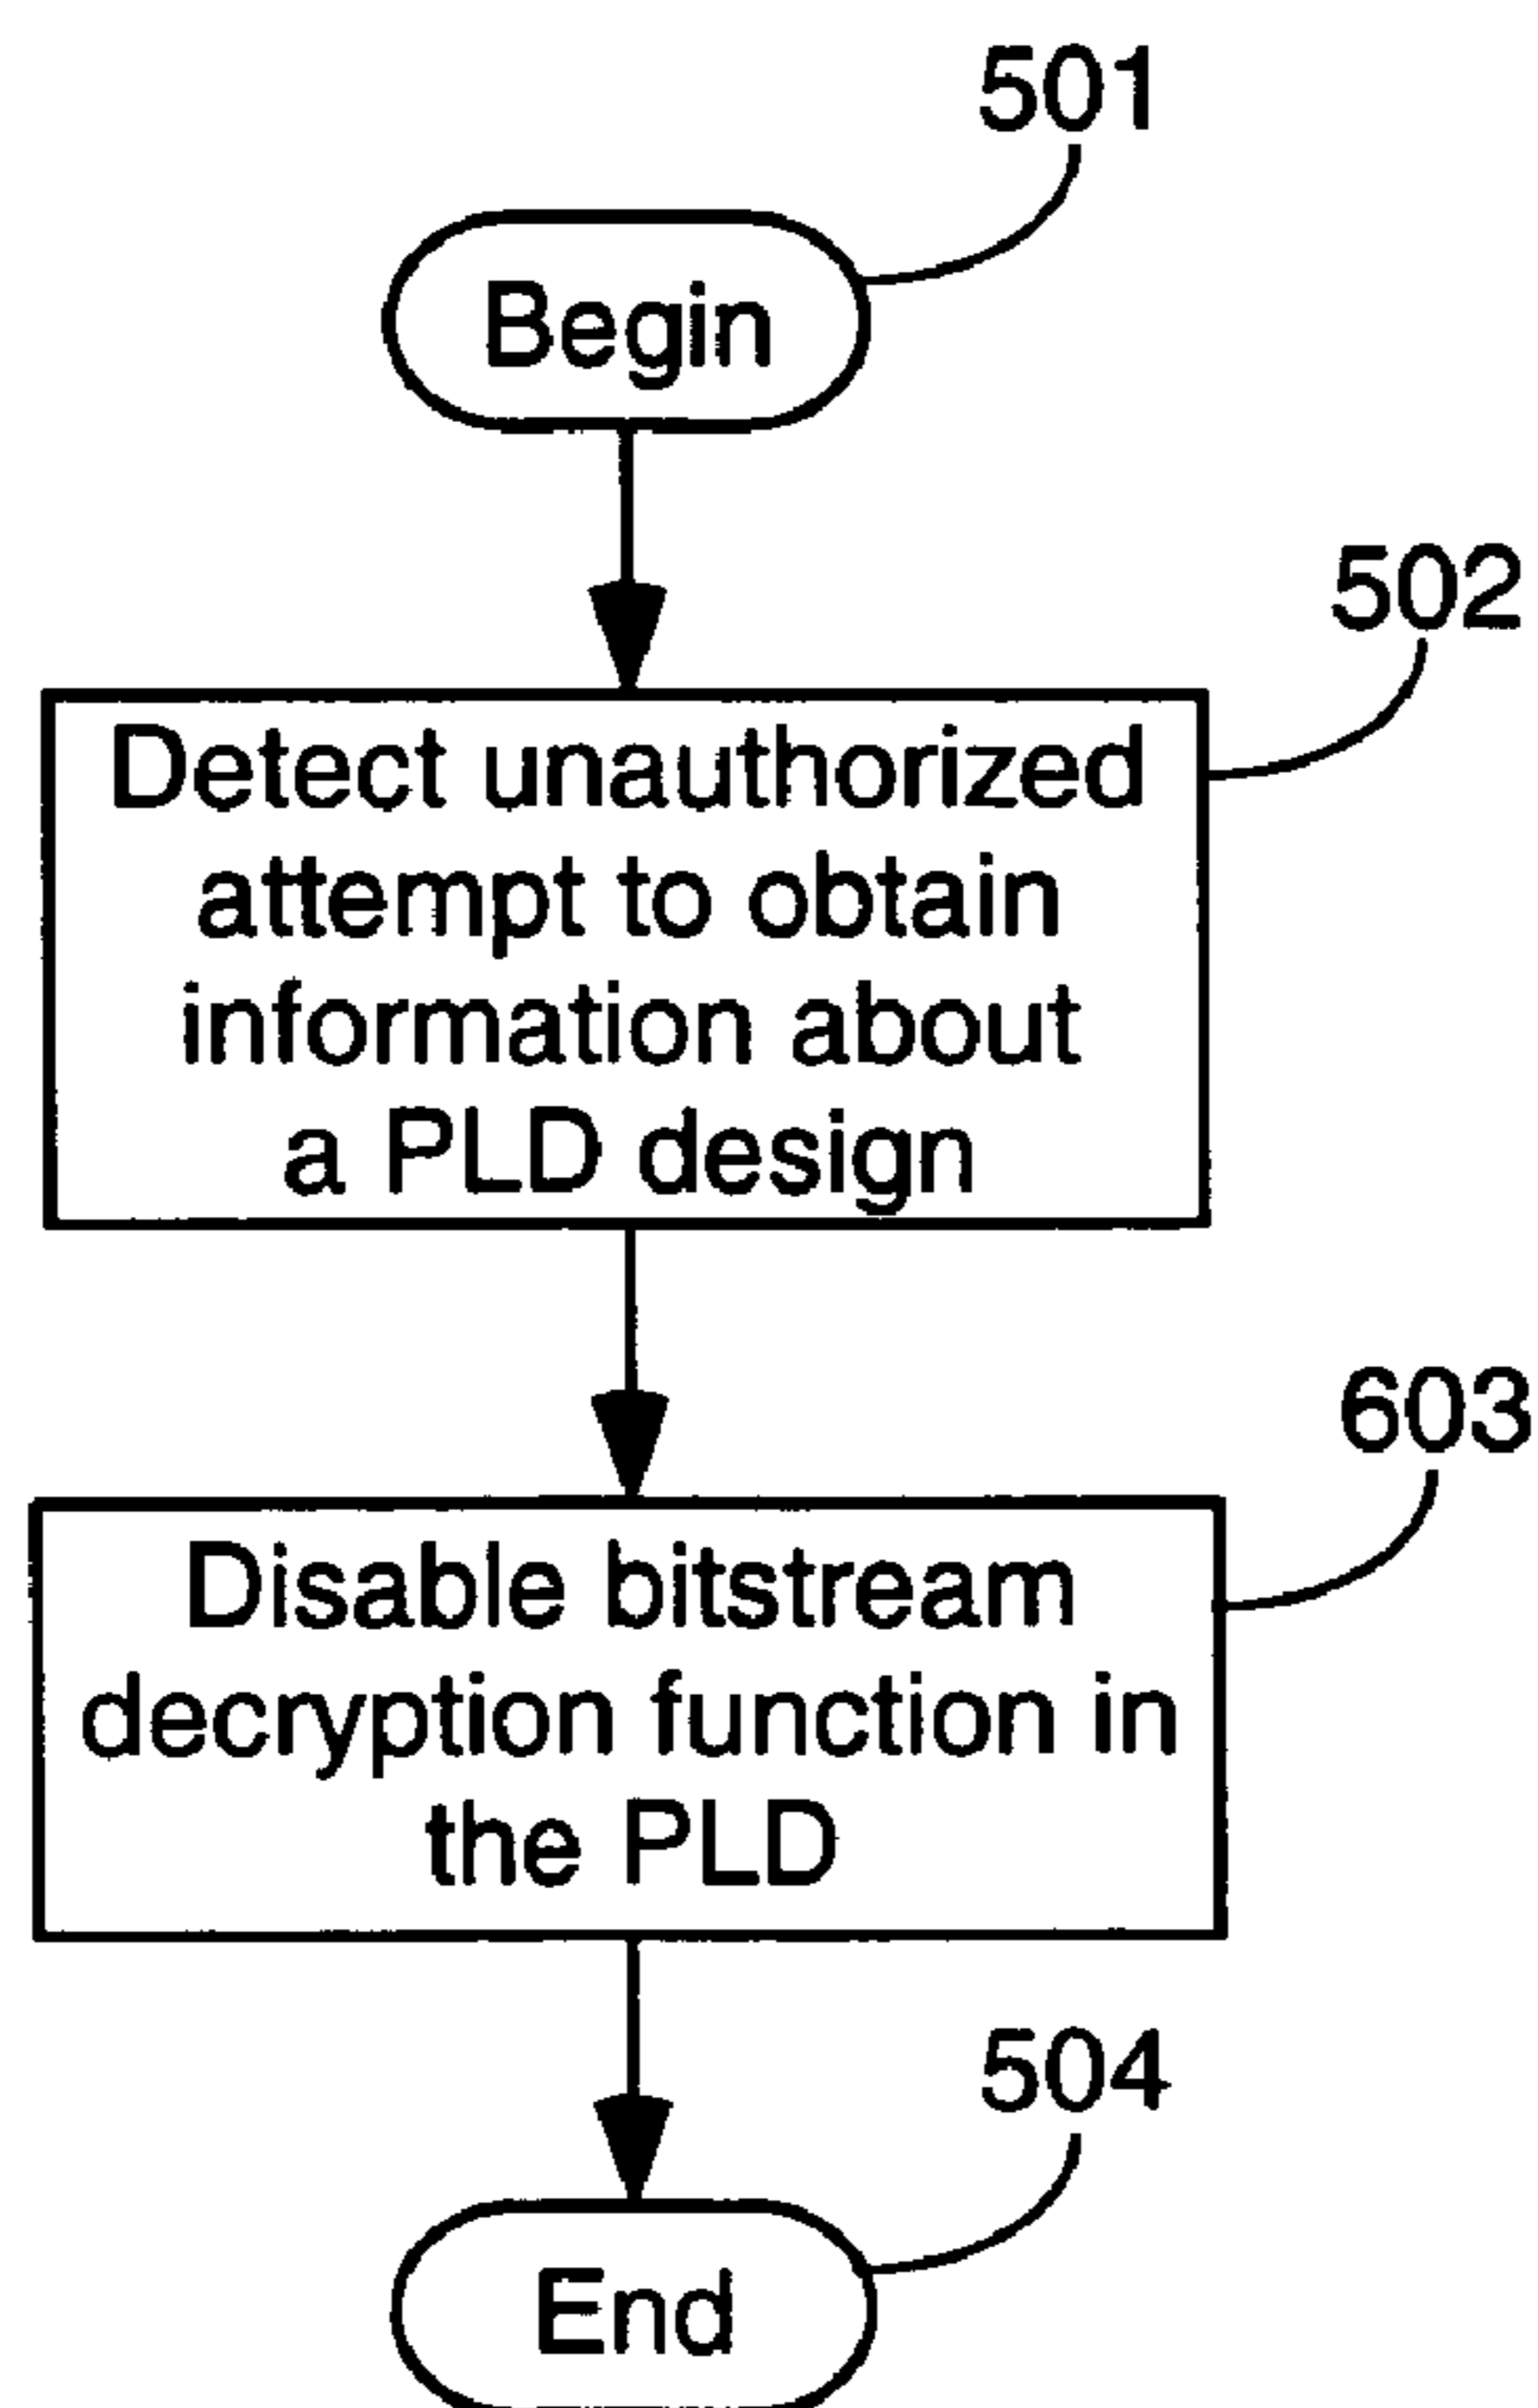 501
Begin
502
Detect unauthorized
attempt to obtain
information about
a PLD design
603
Disable bitstream
decryption function in
the PLD
504
End